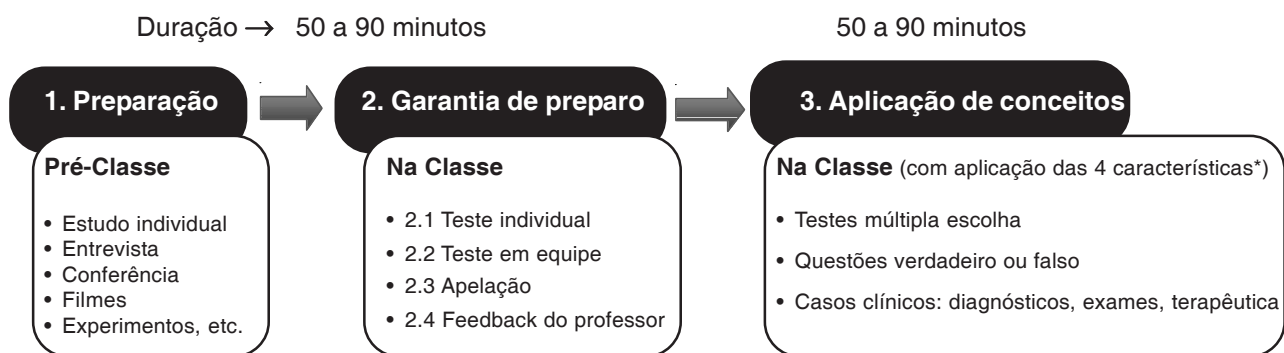 Duração → 50 a 90 minutos
50 a 90 minutos
1. Preparação
Pré-Classe
• Estudo individual
• Entrevista
• Conferência
• Filmes
• Experimentos, etc.
2. Garantia de preparo
Na Classe
• 2.1 Teste individual
• 2.2 Teste em equipe
• 2.3 Apelação
• 2.4 Feedback do professor
3. Aplicação de conceitos
Na Classe (com aplicação das 4 características*)
• Testes múltipla escolha
• Questões verdadeiro ou falso
• Casos clínicos: diagnósticos, exames, terapêutica